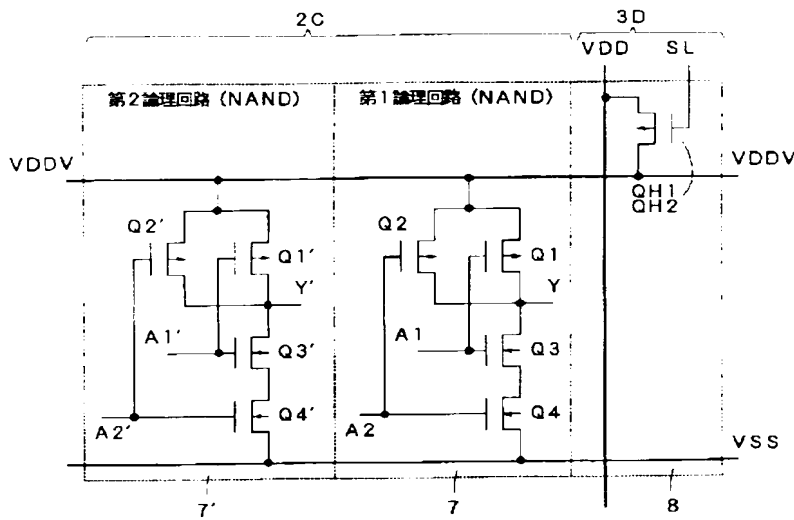 2C
3D
VDD
SL
第2論理回路(NAND)
第1論理回路(NAND)
VDDV
VDDV
QH1
QH2
Q2'
Q1'
Q2
Q1
Y'
Y
A1'
Q3'
A1
Q3
A2'
Q4'
A2
Q4
VSS
7'
7
8